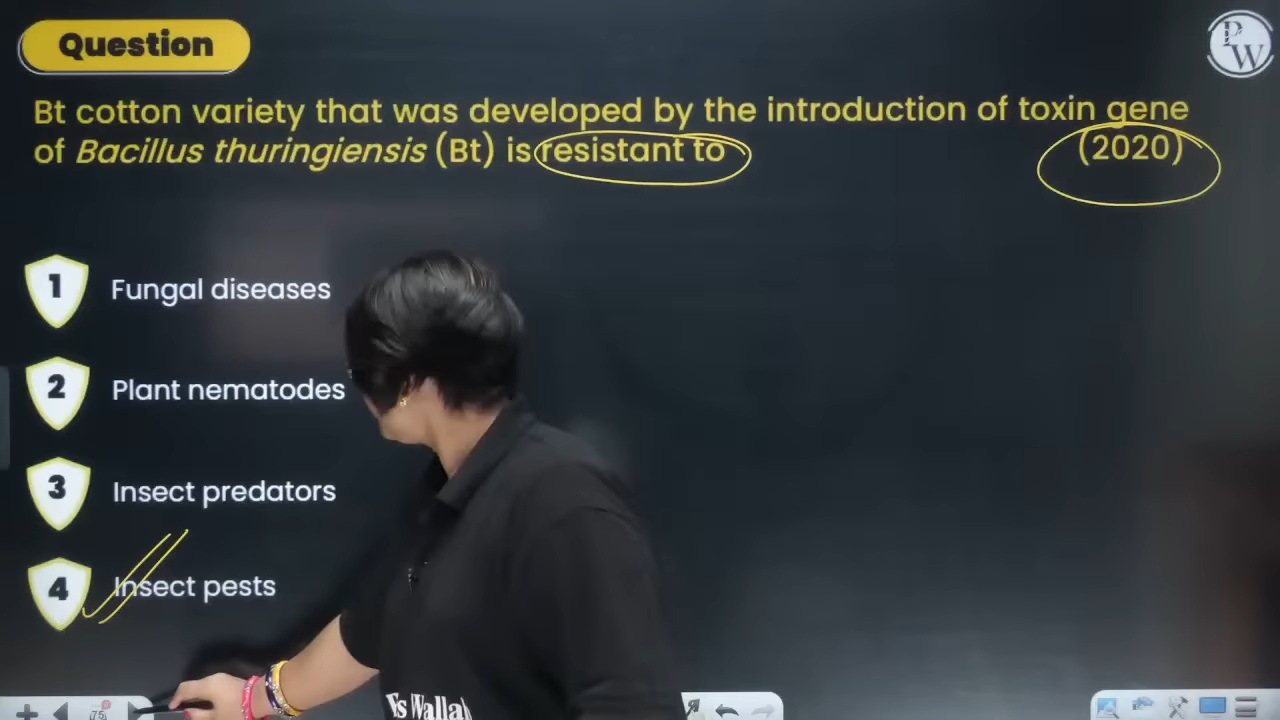 Question
PW
Bt cotton variety that was developed by the introduction of toxin gene
of Bacillus thuringiensis (Bt) is resistant to (2020)
1 Fungal diseases
2 Plant nematodes
3 Insect predators
4 Insect pests
75